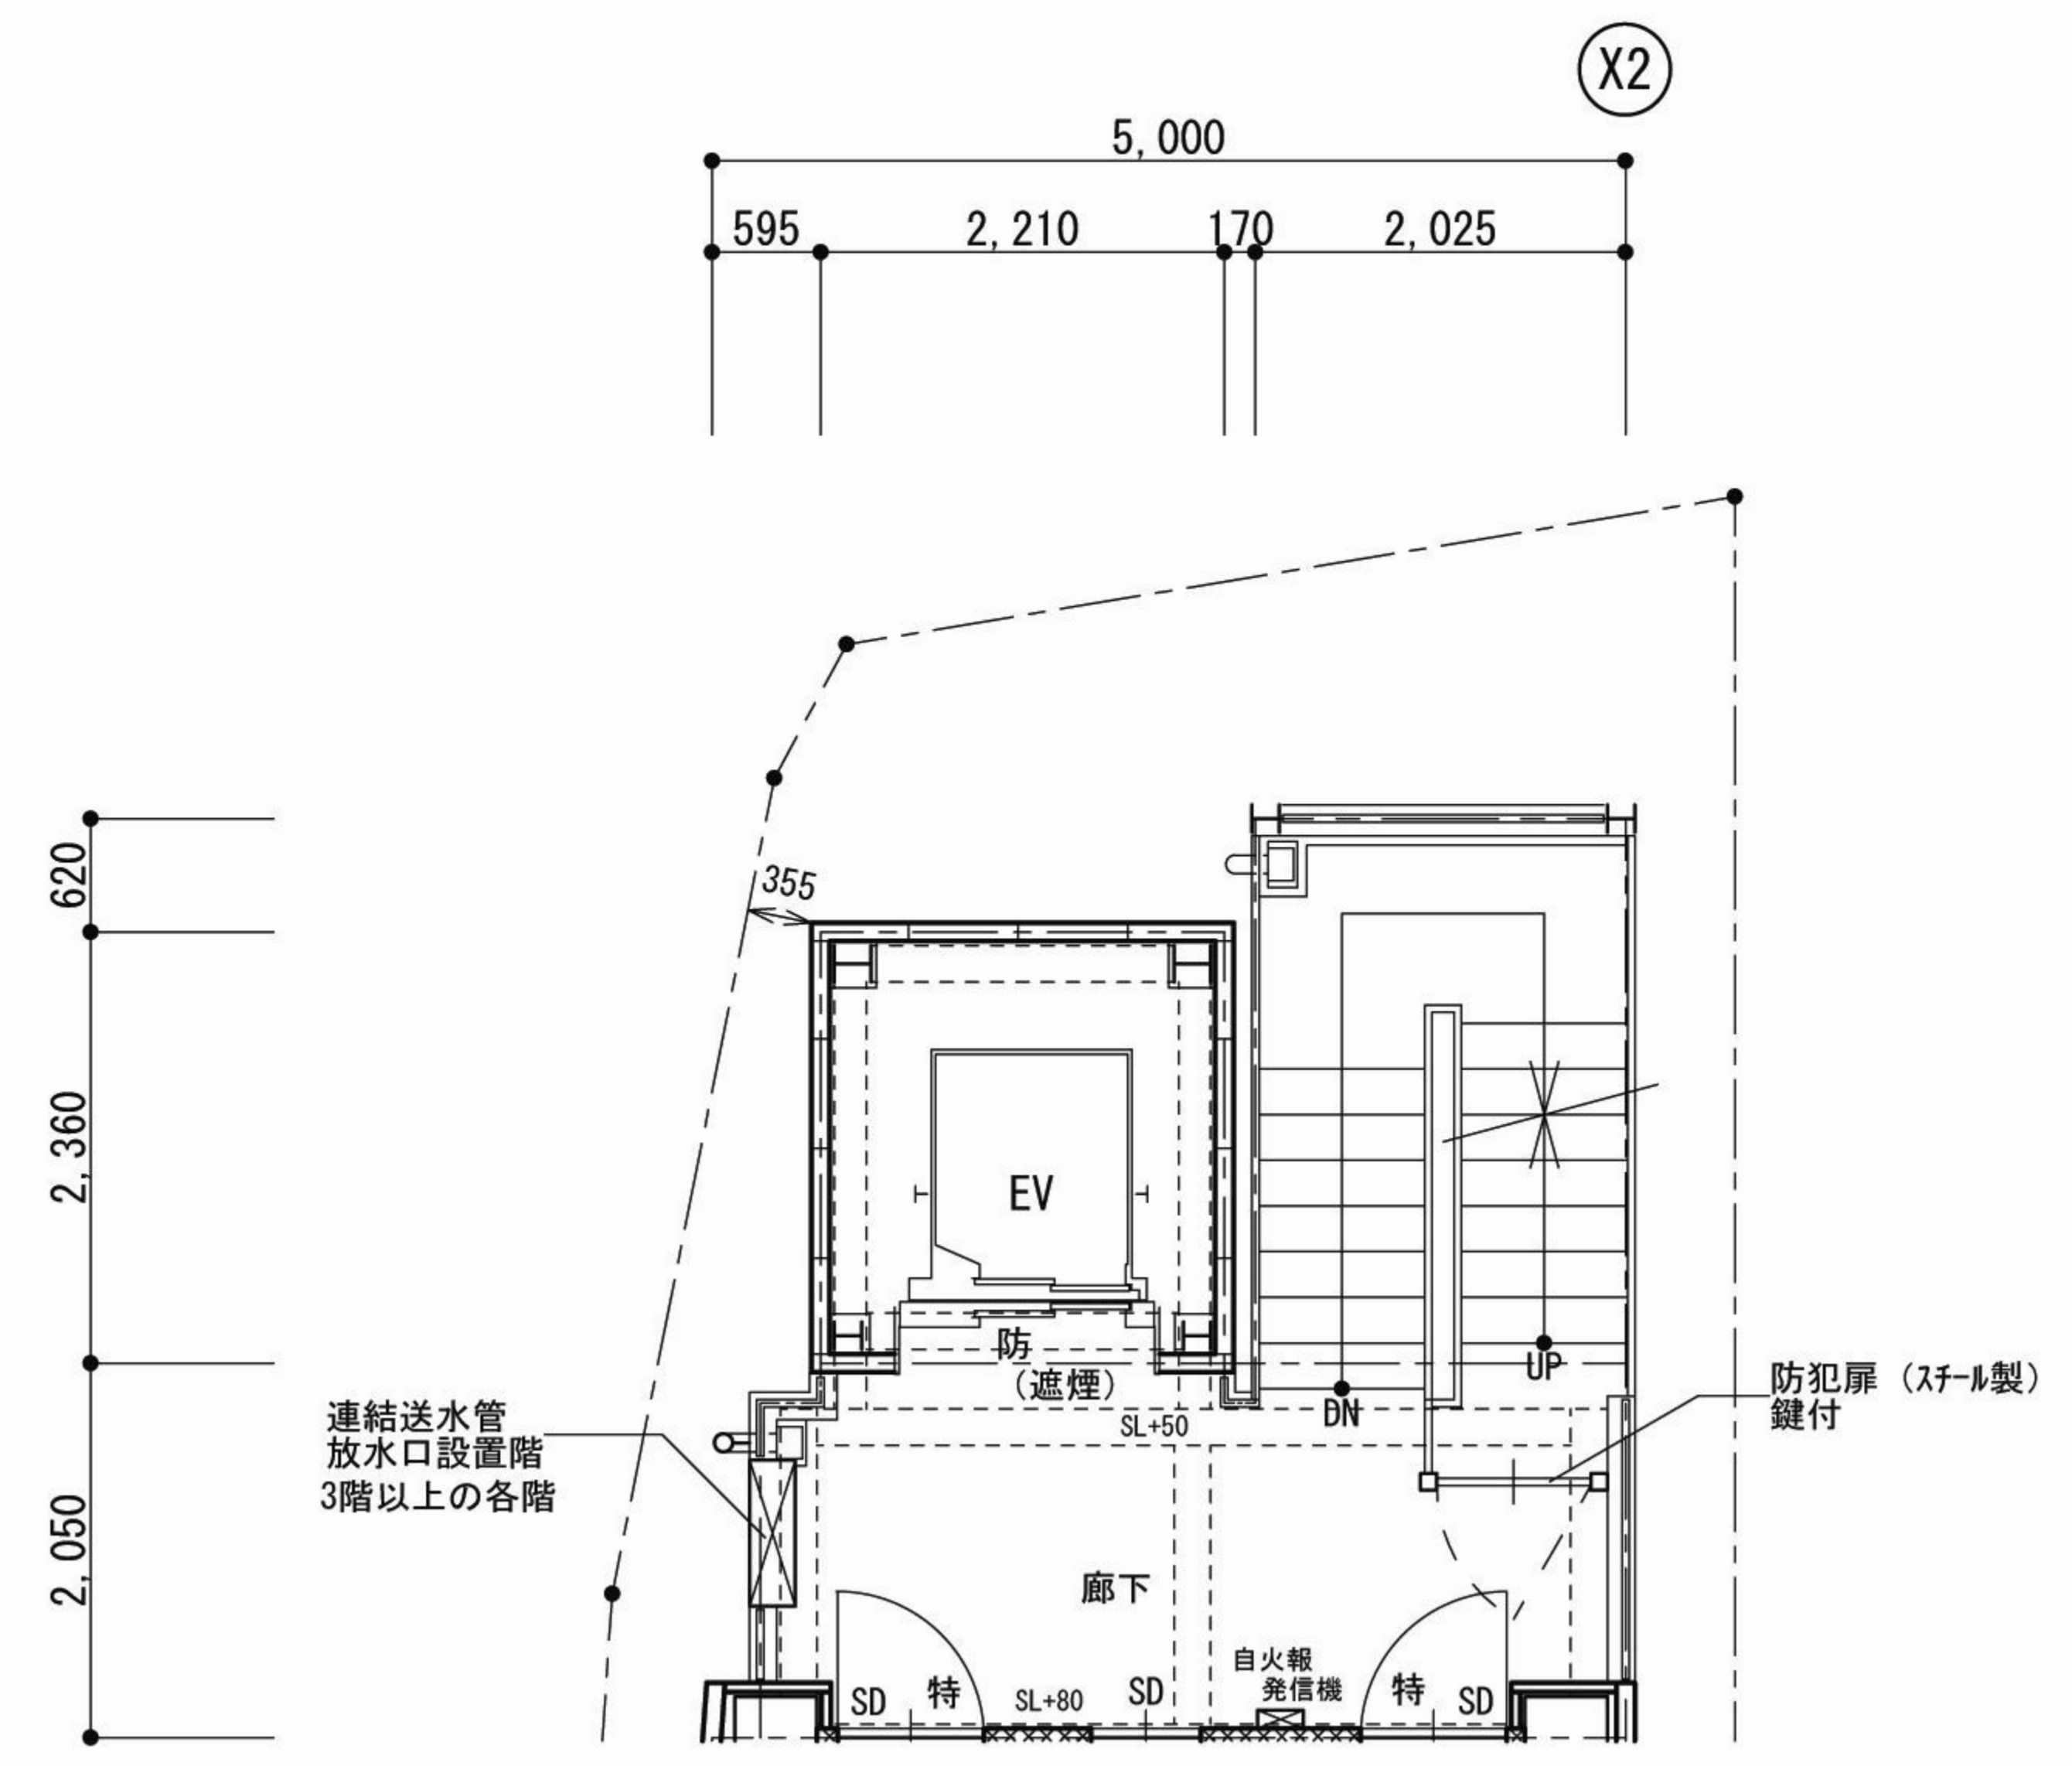 X2
5,000
595
2,210
170
2,025
620
355
2,360
EV
UP
防
(遮煙)
DN
防犯扉 (ｽﾁｰﾙ製)
鍵付
連結送水管
放水口設置階
3階以上の各階
SL+50
2,050
廊下
自火報
発信機
SD
特
SL+80
SD
特
SD